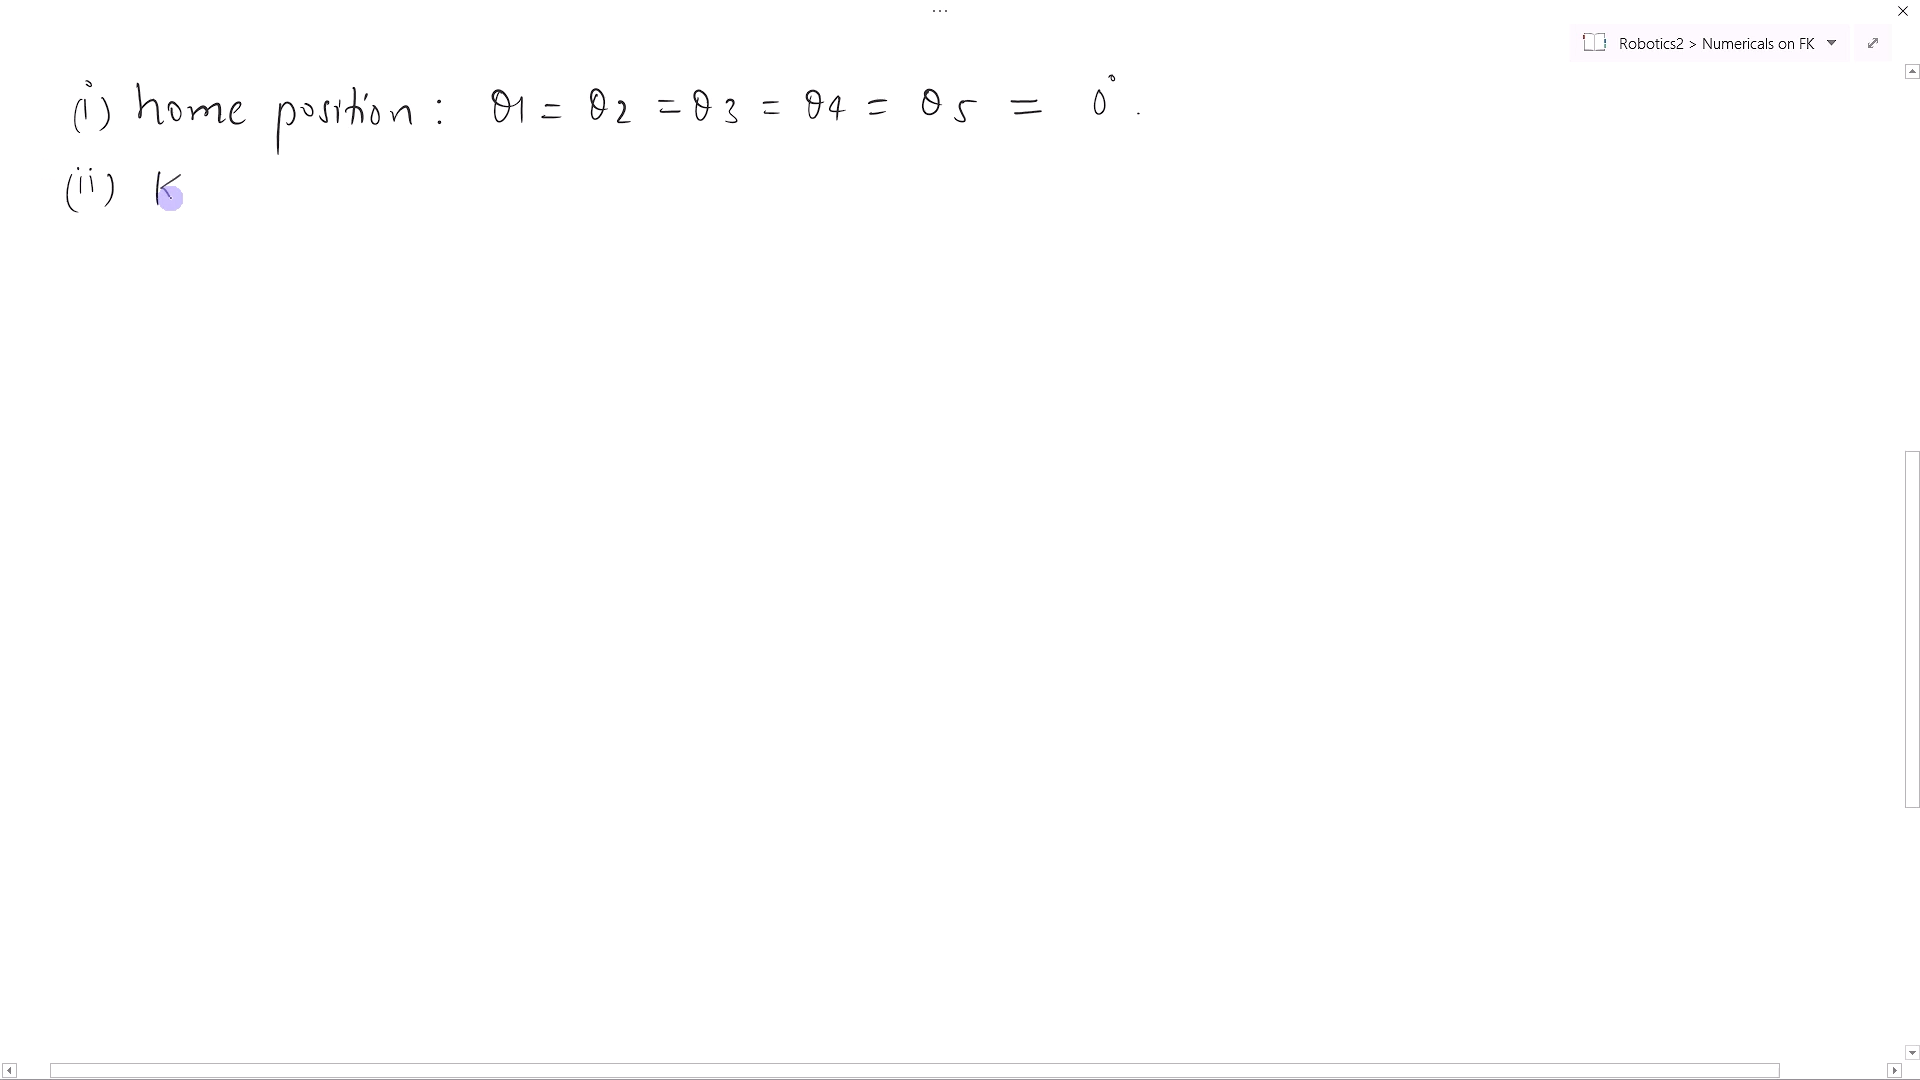 ...
Robotics2 > Numericals on FK
(i) home position : θ1 = θ2 = θ3 = θ4 = θ5 = 0°.
(ii) K